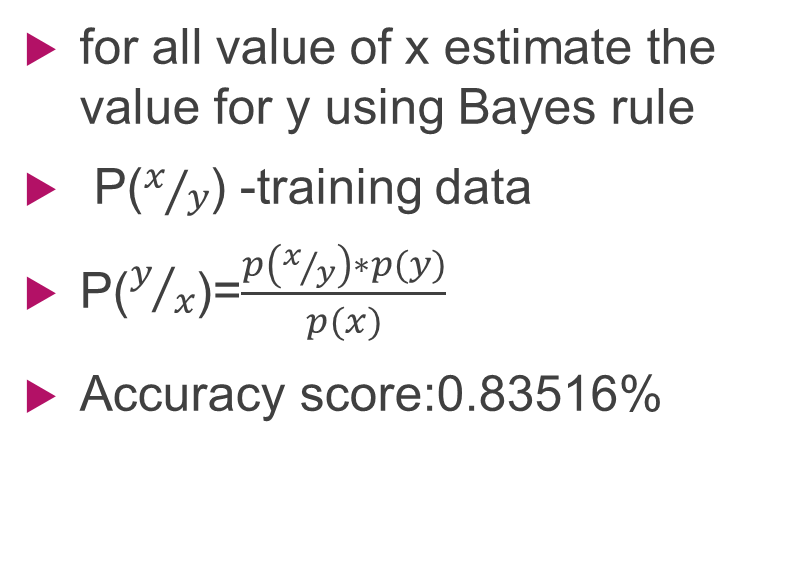 for all value of x estimate the
value for y using Bayes rule
P(x/y) -training data
P(y/x)=p(x/y)*p(y)/p(x)
Accuracy score:0.83516%